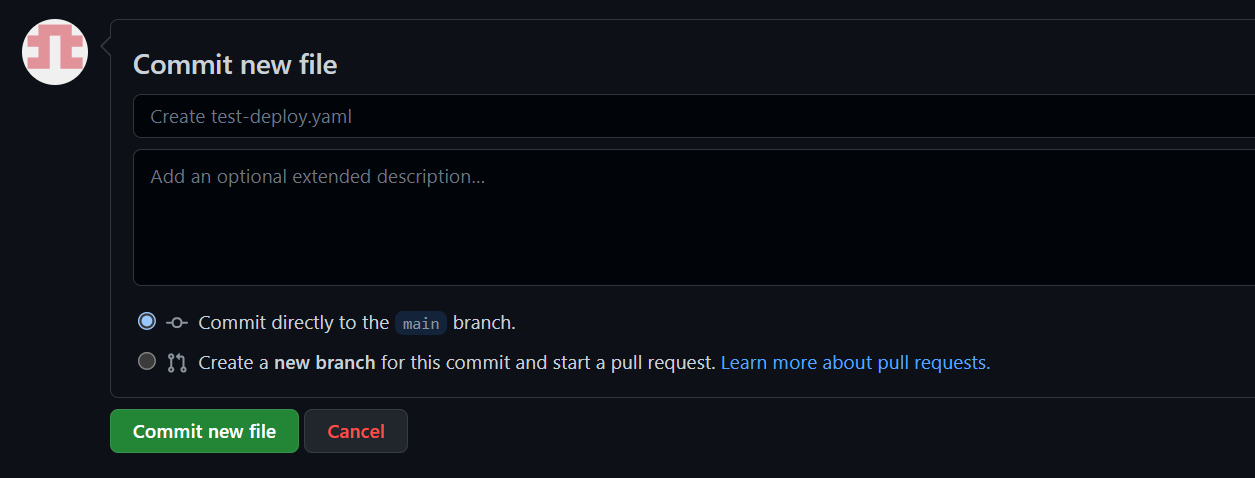 Commit new file
Create test-deploy.yaml
Add an optional extended description...
Commit directly to the main branch.
Create a new branch for this commit and start a pull request. Learn more about pull requests.
Commit new file
Cancel